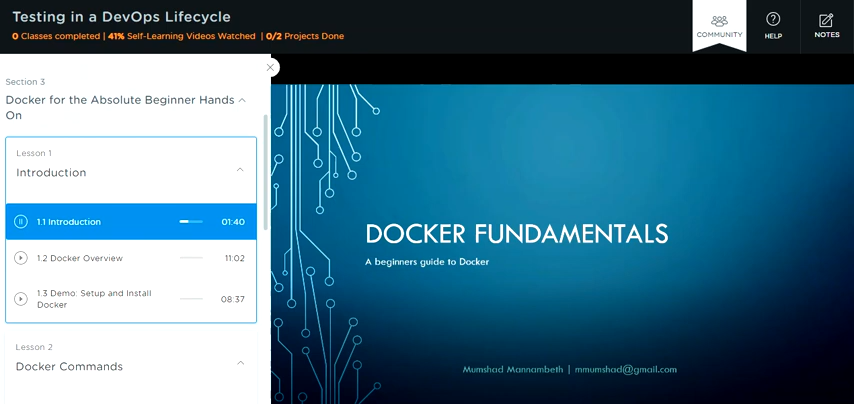 Testing in a DevOps Lifecycle
0 Classes completed | 41% Self-Learning Videos Watched | 0/2 Projects Done
COMMUNITY
HELP
NOTES
Section 3
Docker for the Absolute Beginner Hands
On
Lesson 1
Introduction
1.1 Introduction 01:40
1.2 Docker Overview 11:02
1.3 Demo: Setup and Install
Docker
08:37
Lesson 2
Docker Commands
DOCKER FUNDAMENTALS
A beginners guide to Docker
Mumshad Mannambeth | mmumshad@gmail.com